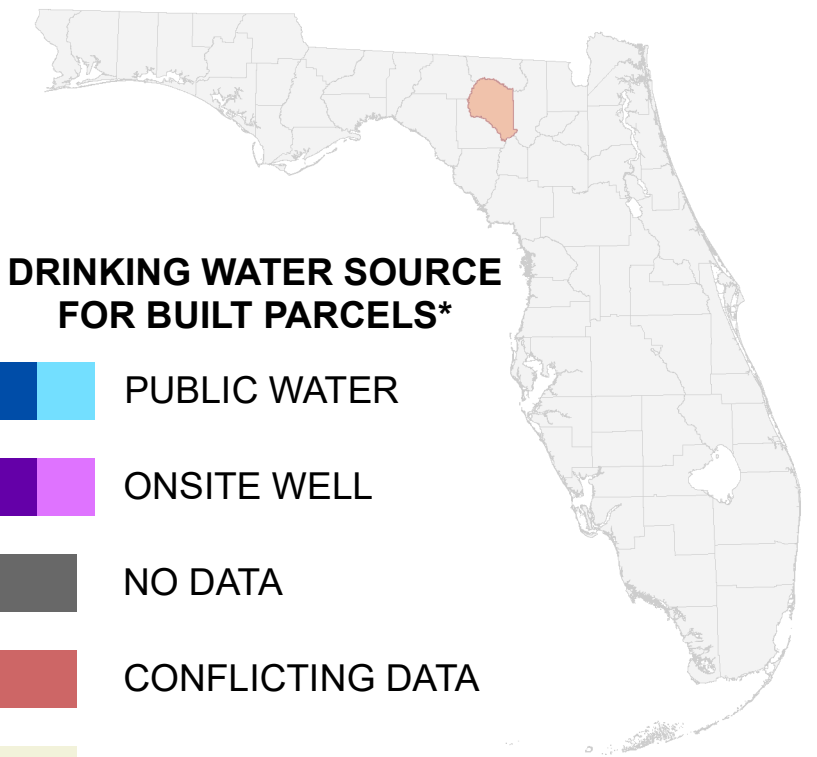 DRINKING WATER SOURCE
FOR BUILT PARCELS*
PUBLIC WATER
ONSITE WELL
NO DATA
CONFLICTING DATA